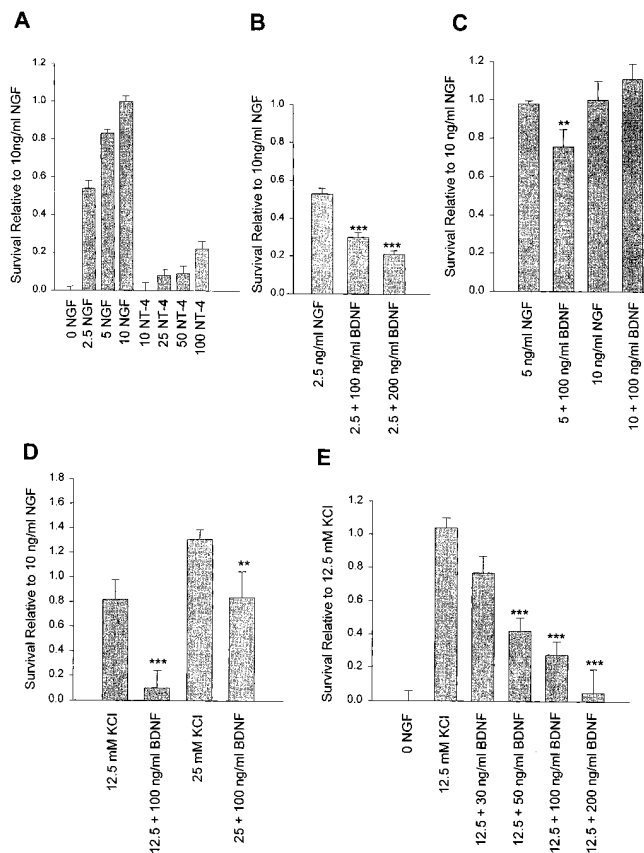 A
Survival Relative to 10ng/ml NGF
1.2
1.0
0.8
0.6
0.4
0.2
0.0
0 NGF
2.5 NGF
5 NGF
10 NGF
10 NT-4
25 NT-4
50 NT-4
100 NT-4
B
Survival Relative to 10ng/ml NGF
1.0
0.8
0.6
0.4
0.2
0.0
***
***
2.5 ng/ml NGF
2.5 + 100 ng/ml BDNF
2.5 + 200 ng/ml BDNF
C
Survival Relative to 10 ng/ml NGF
1.2
1.0
0.8
0.6
0.4
0.2
0.0
**
5 ng/ml NGF
5 + 100 ng/ml BDNF
10 ng/ml NGF
10 + 100 ng/ml BDNF
D
Survival Relative to 10 ng/ml NGF
1.8
1.6
1.4
1.2
1.0
0.8
0.6
0.4
0.2
0.0
***
**
12.5 mM KCl
12.5 + 100 ng/ml BDNF
25 mM KCl
25 + 100 ng/ml BDNF
E
Survival Relative to 12.5 mM KCl
1.2
1.0
0.8
0.6
0.4
0.2
0.0
***
***
***
0 NGF
12.5 mM KCl
12.5 + 30 ng/ml BDNF
12.5 + 50 ng/ml BDNF
12.5 + 100 ng/ml BDNF
12.5 + 200 ng/ml BDNF